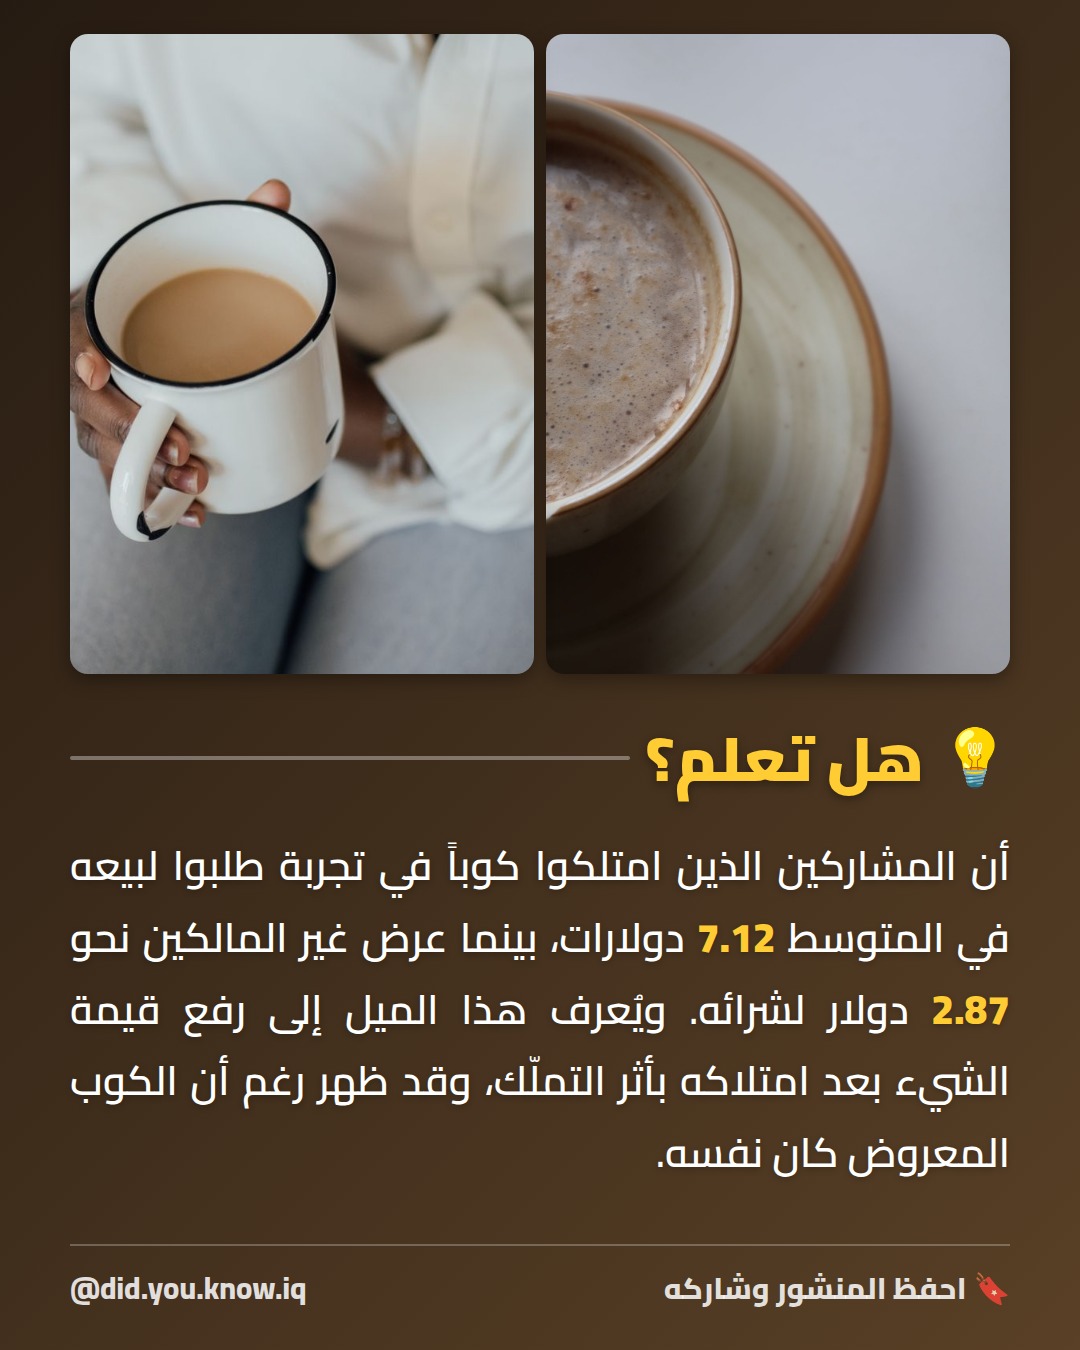 💡 هل تعلم؟
أن المشاركين الذين امتلكوا كوباً في تجربة طلبوا لبيعه
في المتوسط 7.12 دولارات، بينما عرض غير المالكين نحو
2.87 دولار لشرائه. ويُعرف هذا الميل إلى رفع قيمة
الشيء بعد امتلاكه بأثر التملّك، وقد ظهر رغم أن الكوب
المعروض كان نفسه.
🔖 احفظ المنشور وشاركه
@did.you.know.iq